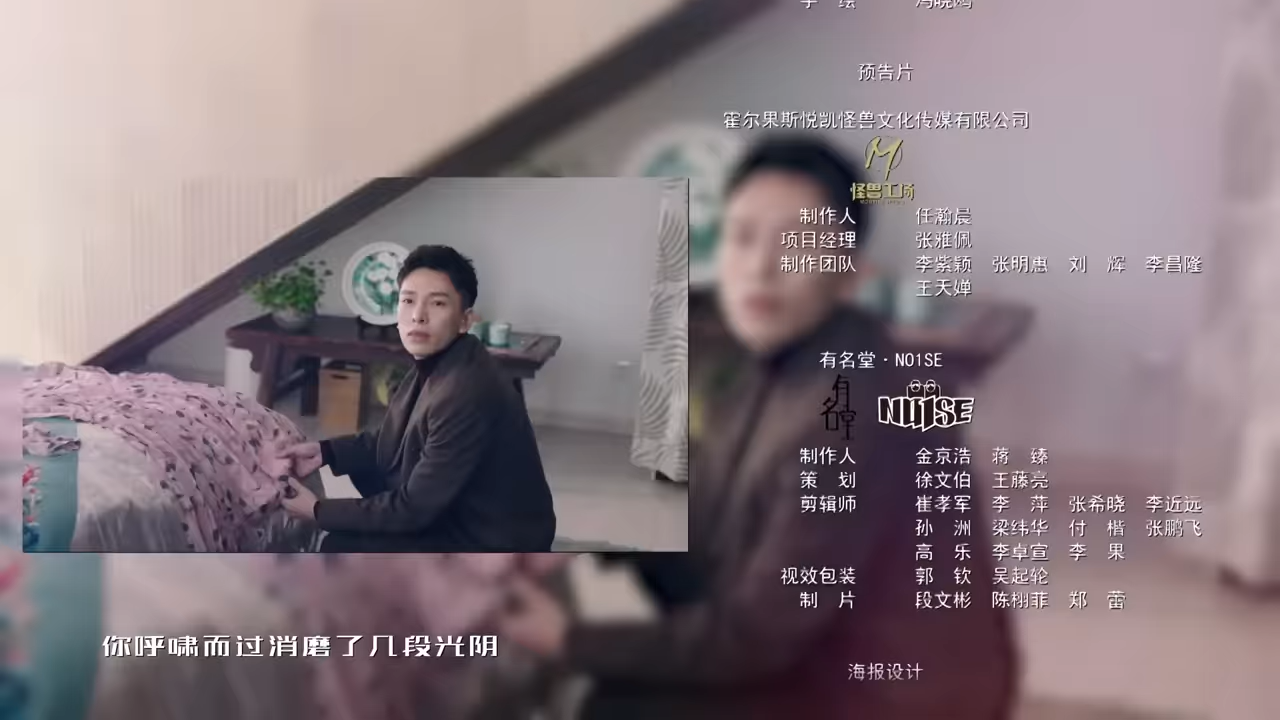 字　绘　冯晓鸥
预告片
霍尔果斯悦凯怪兽文化传媒有限公司
怪兽工场
制作人　任瀚晨
项目经理　张雅佩
制作团队　李紫颖　张明惠　刘　辉　李昌隆
王天婵
有名堂·NO1SE
有名堂　NO1SE
制作人　金京浩　蒋　臻
策　划　徐文伯　王藤亮
剪辑师　崔孝军　李　萍　张希晓　李近远
孙　洲　梁纬华　付　楷　张鹏飞
高　乐　李卓宣　李　果
视效包装　郭　钦　吴起轮
制　片　段文彬　陈栩菲　郑　蕾
你呼啸而过消磨了几段光阴
海报设计